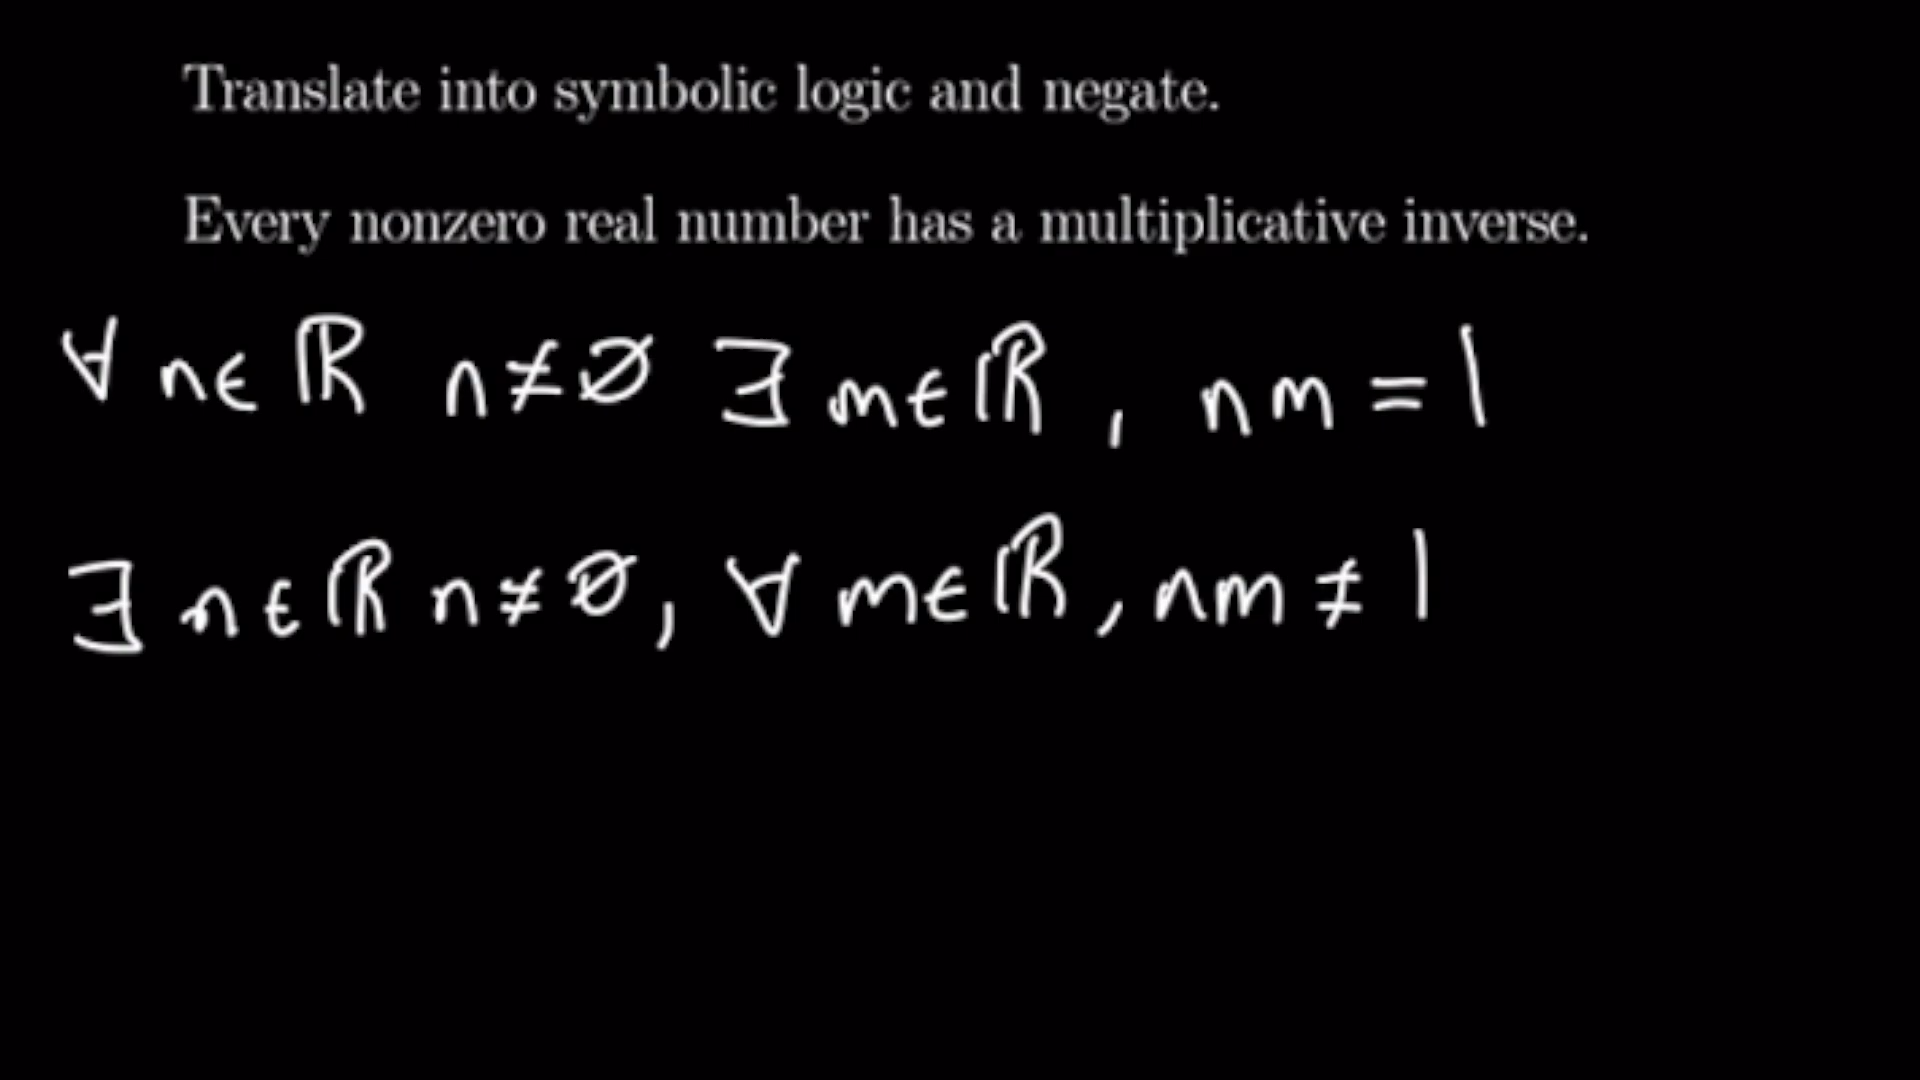 Translate into symbolic logic and negate.
Every nonzero real number has a multiplicative inverse.
∀ n∈ℝ n≠∅ ∃ m∈ℝ, nm=1
∃ n∈ℝ n≠∅, ∀ m∈ℝ, nm≠1